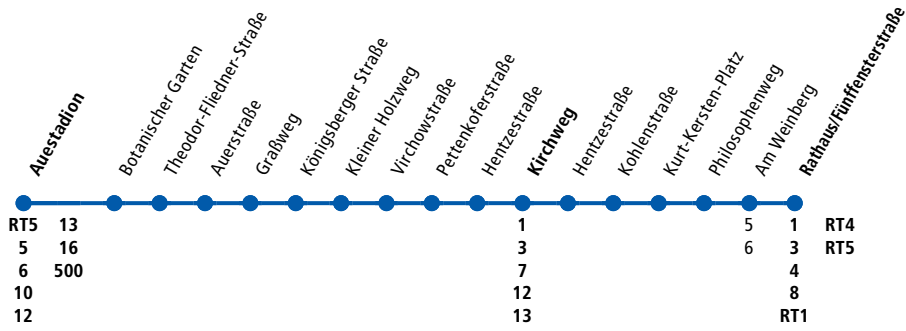 Auestadion
Botanischer Garten
Theodor-Fliedner-Straße
Auerstraße
Graßweg
Königsberger Straße
Kleiner Holzweg
Virchowstraße
Pettenkoferstraße
Hentzestraße
Kirchweg
Hentzestraße
Kohlenstraße
Kurt-Kersten-Platz
Philosophenweg
Am Weinberg
Rathaus/Fünffensterstraße
RT5 13 1 5 1 RT4
5 16 3 6 3 RT5
6 500 7 4
10 12 8
12 13 RT1